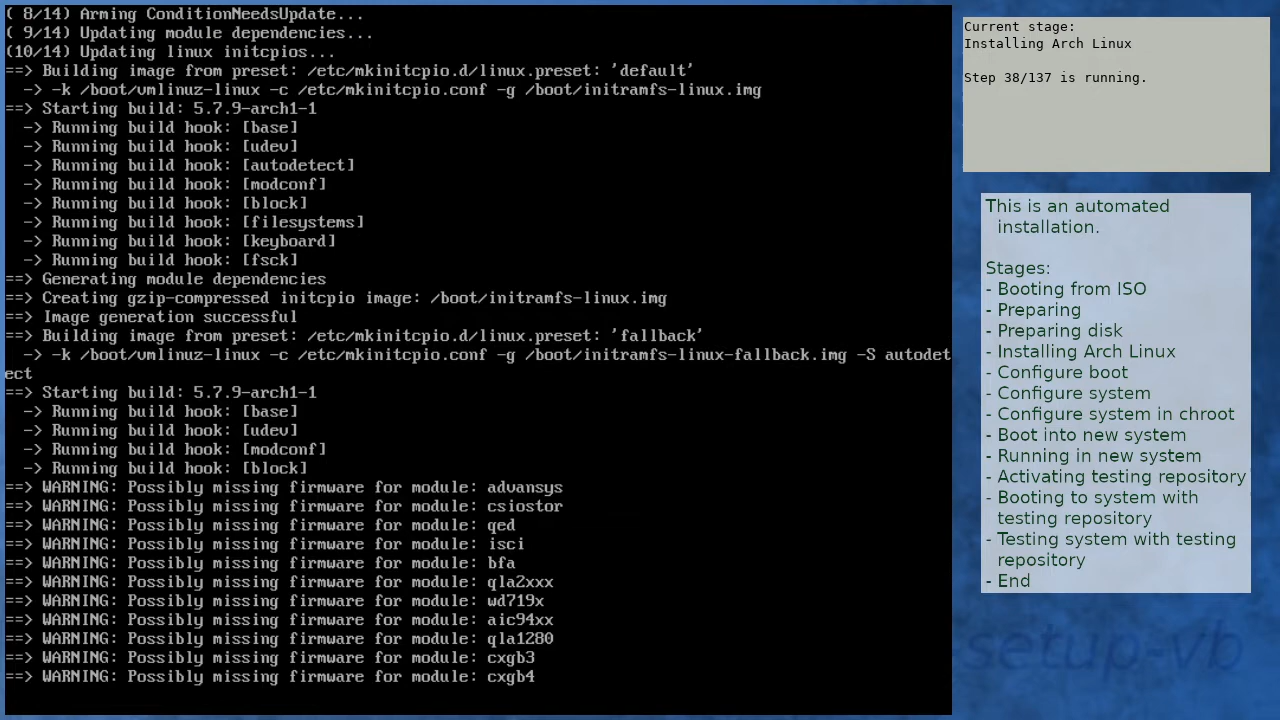 ( 8/14) Arming ConditionNeedsUpdate...
( 9/14) Updating module dependencies...
(10/14) Updating linux initcpios...
==> Building image from preset: /etc/mkinitcpio.d/linux.preset: 'default'
  -> -k /boot/vmlinuz-linux -c /etc/mkinitcpio.conf -g /boot/initramfs-linux.img
==> Starting build: 5.7.9-arch1-1
  -> Running build hook: [base]
  -> Running build hook: [udev]
  -> Running build hook: [autodetect]
  -> Running build hook: [modconf]
  -> Running build hook: [block]
  -> Running build hook: [filesystems]
  -> Running build hook: [keyboard]
  -> Running build hook: [fsck]
==> Generating module dependencies
==> Creating gzip-compressed initcpio image: /boot/initramfs-linux.img
==> Image generation successful
==> Building image from preset: /etc/mkinitcpio.d/linux.preset: 'fallback'
  -> -k /boot/vmlinuz-linux -c /etc/mkinitcpio.conf -g /boot/initramfs-linux-fallback.img -S autodet
ect
==> Starting build: 5.7.9-arch1-1
  -> Running build hook: [base]
  -> Running build hook: [udev]
  -> Running build hook: [modconf]
  -> Running build hook: [block]
==> WARNING: Possibly missing firmware for module: advansys
==> WARNING: Possibly missing firmware for module: csiostor
==> WARNING: Possibly missing firmware for module: qed
==> WARNING: Possibly missing firmware for module: isci
==> WARNING: Possibly missing firmware for module: bfa
==> WARNING: Possibly missing firmware for module: qla2xxx
==> WARNING: Possibly missing firmware for module: wd719x
==> WARNING: Possibly missing firmware for module: aic94xx
==> WARNING: Possibly missing firmware for module: qla1280
==> WARNING: Possibly missing firmware for module: cxgb3
==> WARNING: Possibly missing firmware for module: cxgb4
Current stage:
Installing Arch Linux
Step 38/137 is running.
This is an automated
installation.
Stages:
- Booting from ISO
- Preparing
- Preparing disk
- Installing Arch Linux
- Configure boot
- Configure system
- Configure system in chroot
- Boot into new system
- Running in new system
- Activating testing repository
- Booting to system with
testing repository
- Testing system with testing
repository
- End
setup-vb